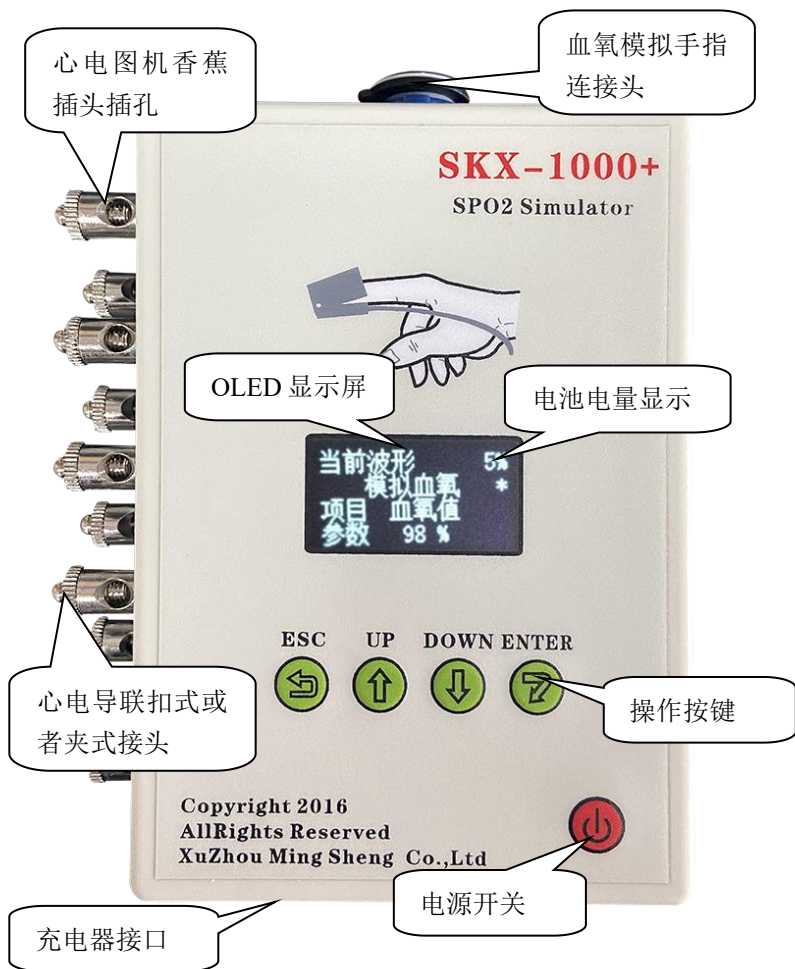 心电图机香蕉
插头插孔
血氧模拟手指
连接头
SKX-1000+
SPO2 Simulator
OLED 显示屏
电池电量显示
当前波形 5%
模拟血氧 *
项目 血氧值
参数 98 %
ESC UP DOWN ENTER
心电导联扣式或
者夹式接头
操作按键
Copyright 2016
AllRights Reserved
XuZhou Ming Sheng Co.,Ltd
电源开关
充电器接口